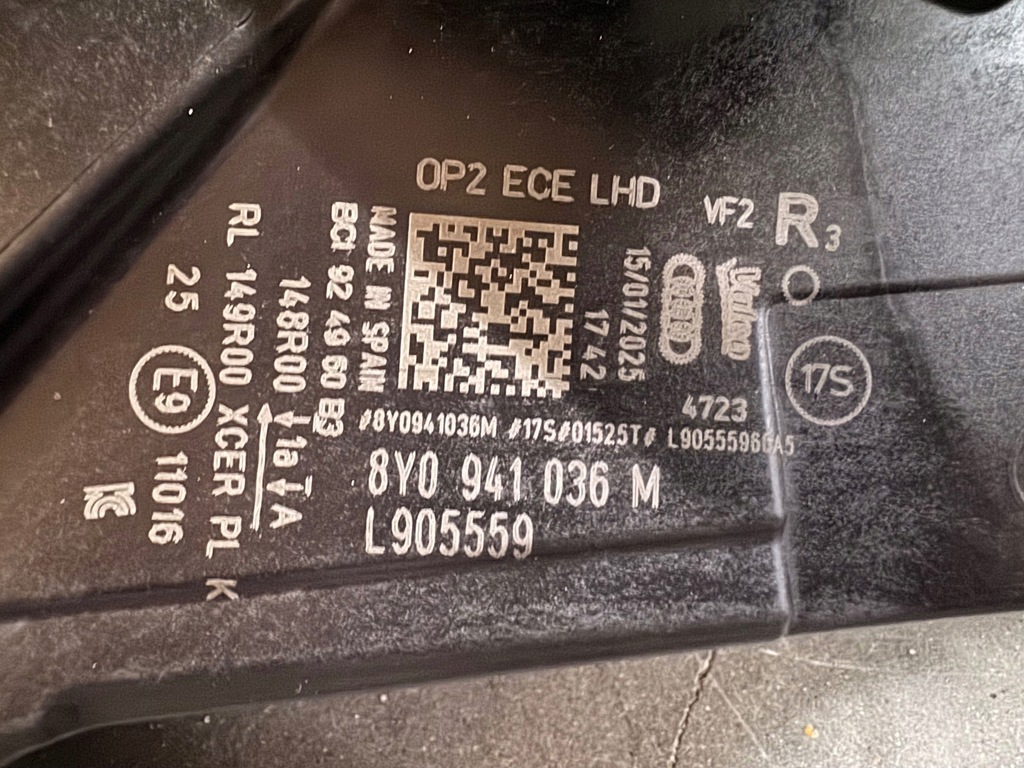 OP2 ECE LHD
VF2 R3
Valeo
15/01/2025
17 42
MADE IN SPAIN
BCI 92 49 60 B3
148R00 1a A
RL 149R00 XCER PL K
25 E9 11016
17S
4723
#8Y0941036M #17S#01525T# L9055596
8Y0 941 036 M
L905559